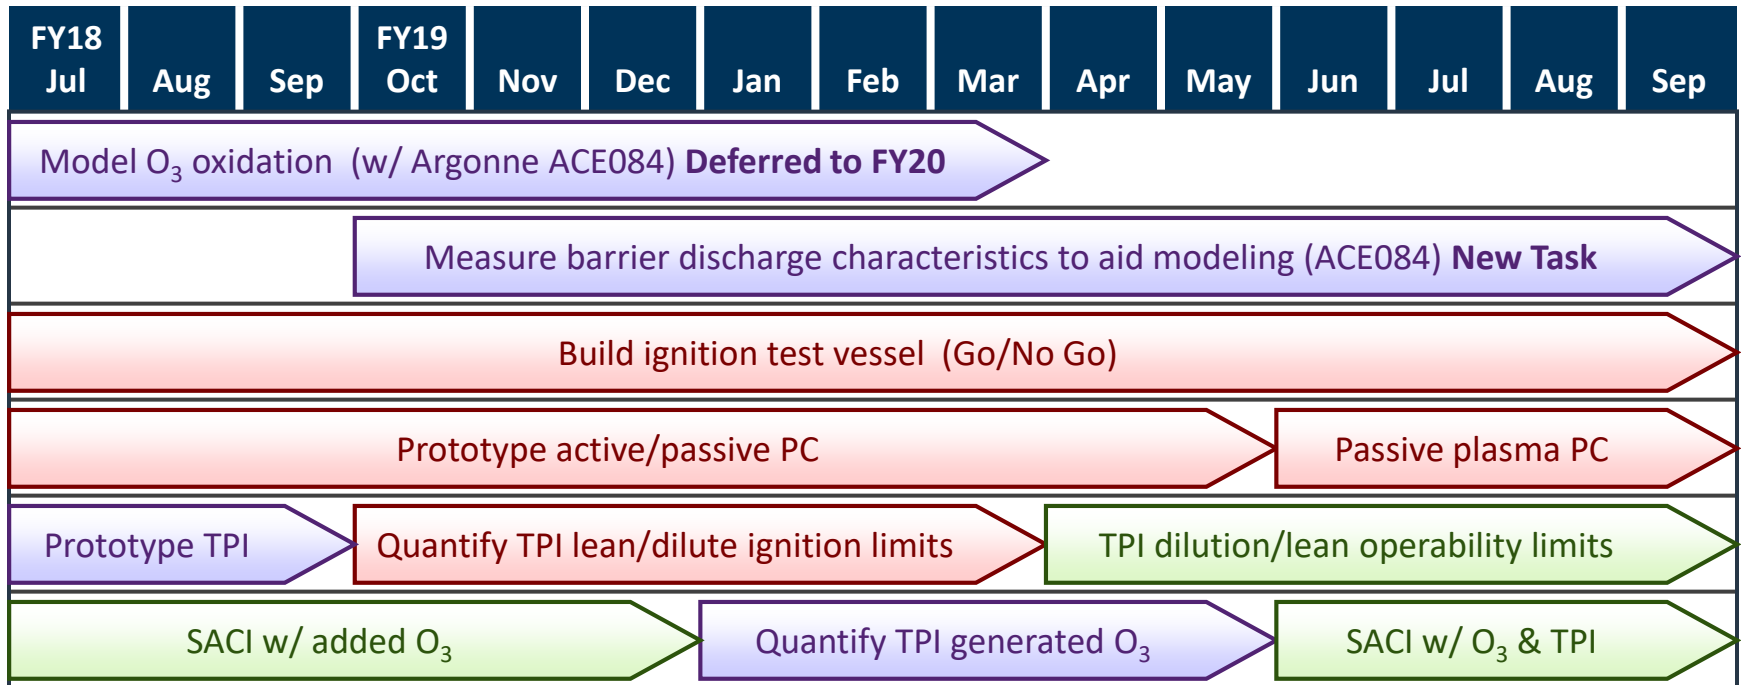 FY18
Jul
Aug
Sep
FY19
Oct
Nov
Dec
Jan
Feb
Mar
Apr
May
Jun
Jul
Aug
Sep
Model O₃ oxidation (w/ Argonne ACE084) Deferred to FY20
Measure barrier discharge characteristics to aid modeling (ACE084) New Task
Build ignition test vessel (Go/No Go)
Prototype active/passive PC
Passive plasma PC
Prototype TPI
Quantify TPI lean/dilute ignition limits
TPI dilution/lean operability limits
SACI w/ added O₃
Quantify TPI generated O₃
SACI w/ O₃ & TPI